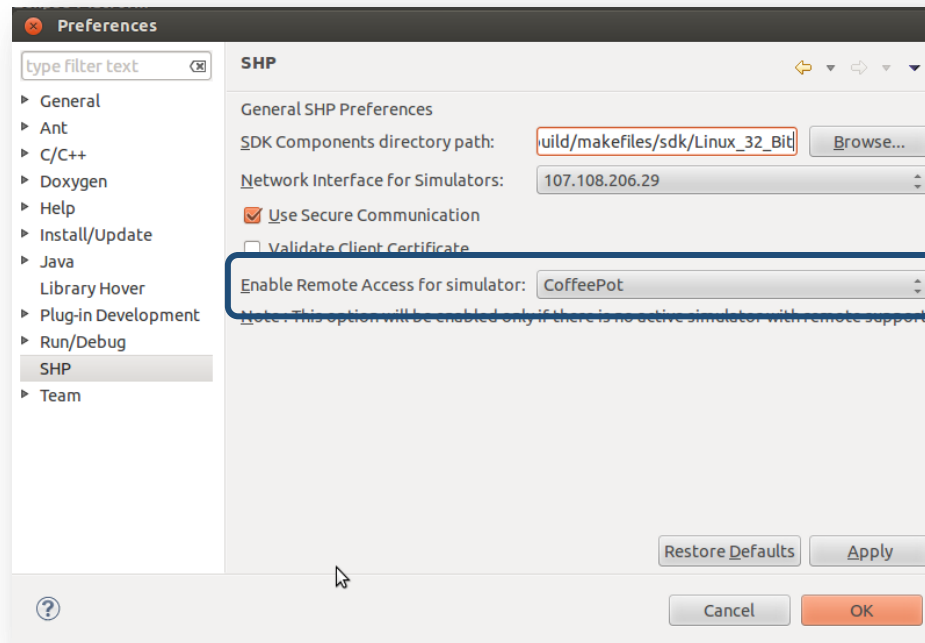 Preferences
type filter text
General
Ant
C/C++
Doxygen
Help
Install/Update
Java
Library Hover
Plug-in Development
Run/Debug
SHP
Team
SHP
General SHP Preferences
SDK Components directory path: uild/makefiles/sdk/Linux_32_Bit Browse...
Network Interface for Simulators: 107.108.206.29
Use Secure Communication
Validate Client Certificate
Enable Remote Access for simulator: CoffeePot
Note : This option will be enabled only if there is no active simulator with remote support
Restore Defaults Apply
Cancel OK